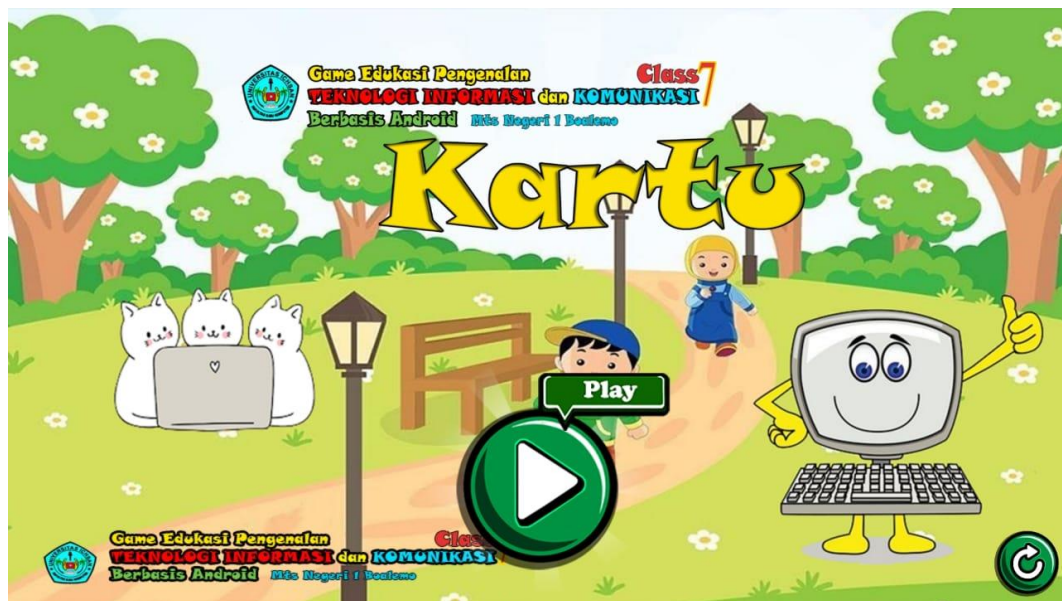 Game Edukasi Pengenalan Class 7
TEKNOLOGI INFORMASI dan KOMUNIKASI
Berbasis Android Mts Negeri 1 Boalemo
Kartu
Play
Game Edukasi Pengenalan Clas
TEKNOLOGI INFORMASI dan KOMUNIKASI
Berbasis Android Mts Negeri 1 Boalemo